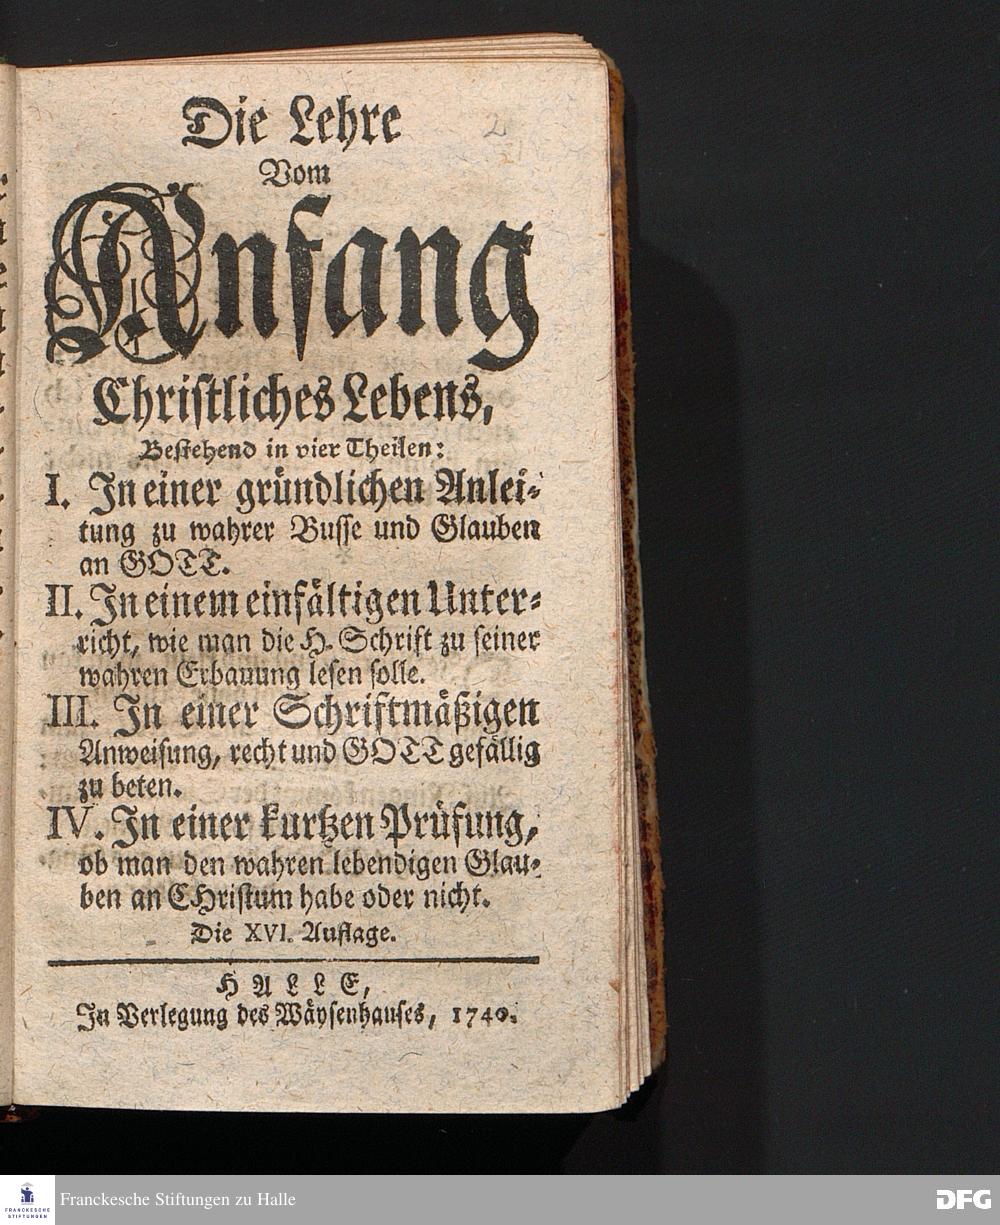 Die Lehre
Vom
Anfang
Christliches Lebens,
Bestehend in vier Theilen:
I. In einer gründlichen Anlei-
tung zu wahrer Busse und Glauben
an GOTT.
II. In einem einfältigen Unter-
richt, wie man die H. Schrift zu seiner
wahren Erbauung lesen solle.
III. In einer Schriftmäßigen
Anweisung, recht und GOTT gefällig
zu beten.
IV. In einer kurtzen Prüfung,
ob man den wahren lebendigen Glau-
ben an CHristum habe oder nicht.
Die XVI. Auflage.
HALLE,
In Verlegung des Wäysenhauses, 1740.
FRANCKESCHE
STIFTUNGEN
Franckesche Stiftungen zu Halle
DFG